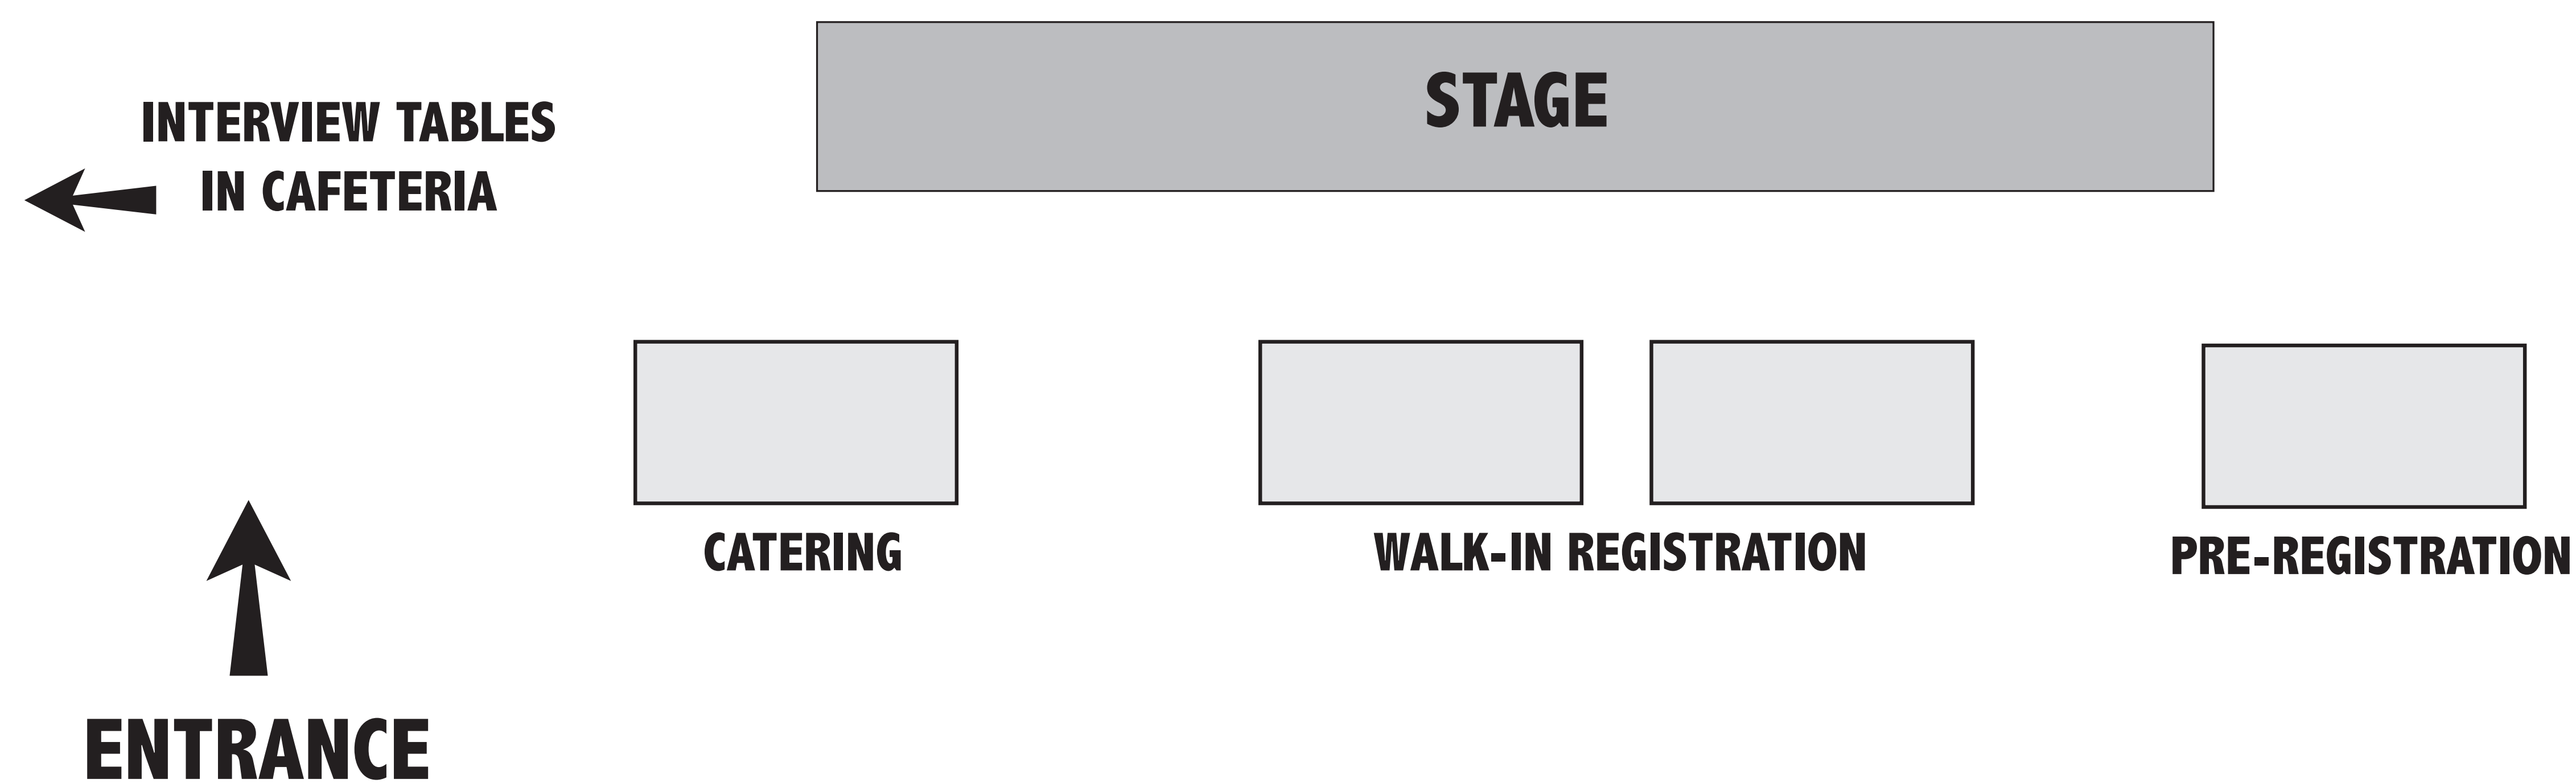 STAGE
INTERVIEW TABLES
IN CAFETERIA
CATERING
WALK-IN REGISTRATION
PRE-REGISTRATION
ENTRANCE